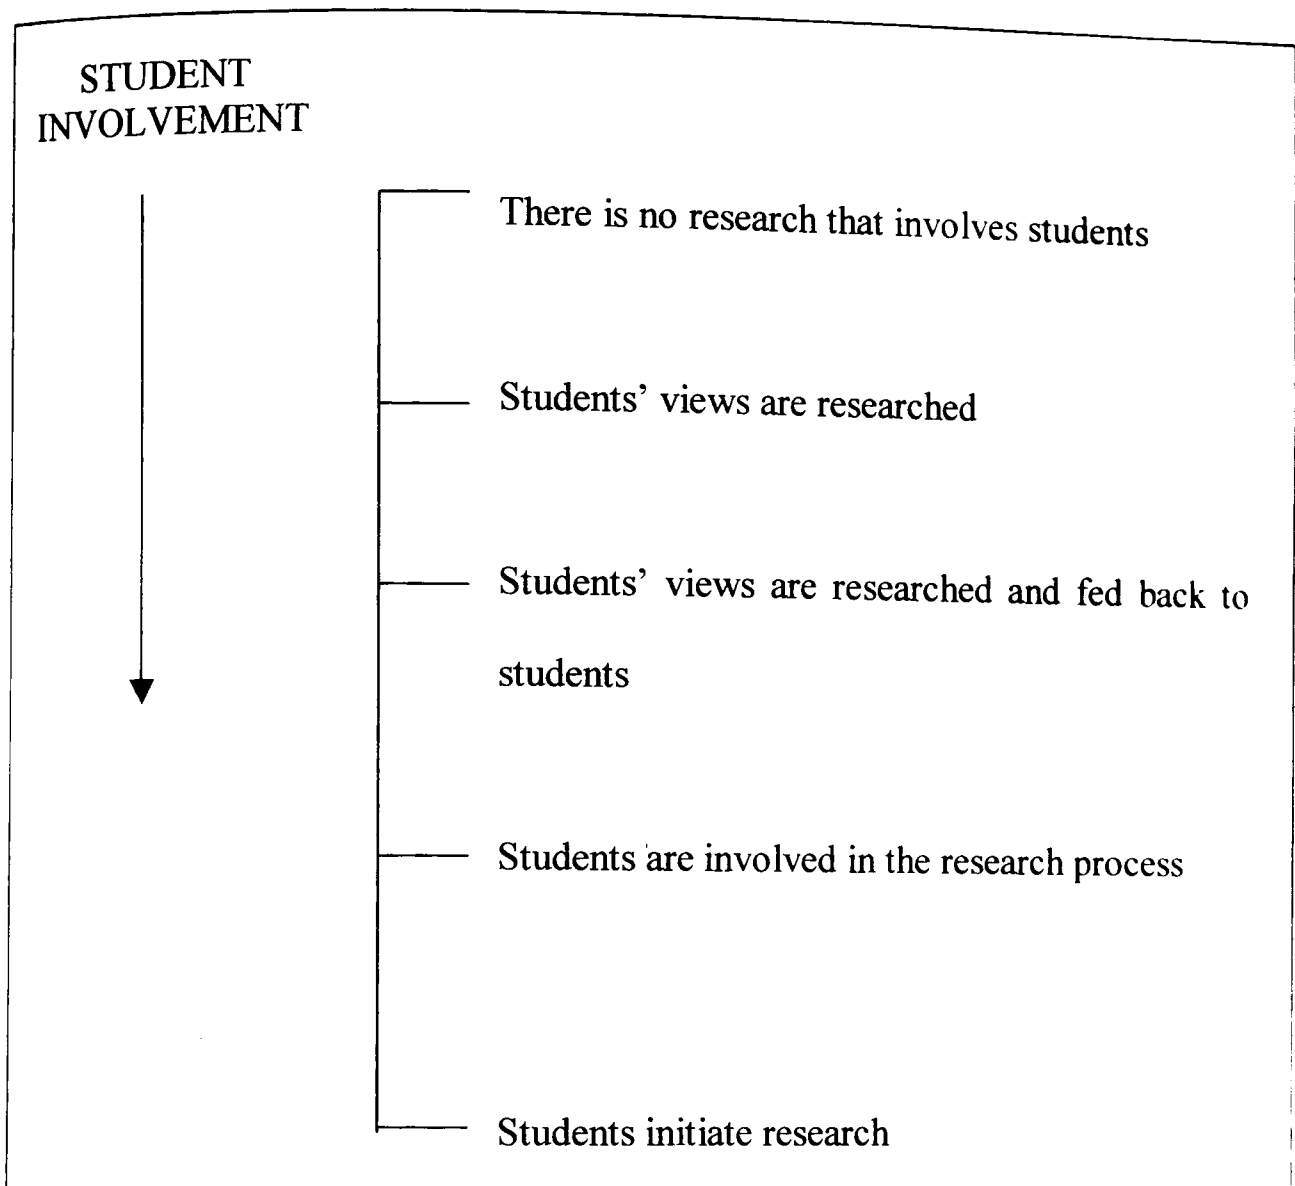 STUDENT
INVOLVEMENT
There is no research that involves students
Students’ views are researched
Students’ views are researched and fed back to
students
Students are involved in the research process
Students initiate research